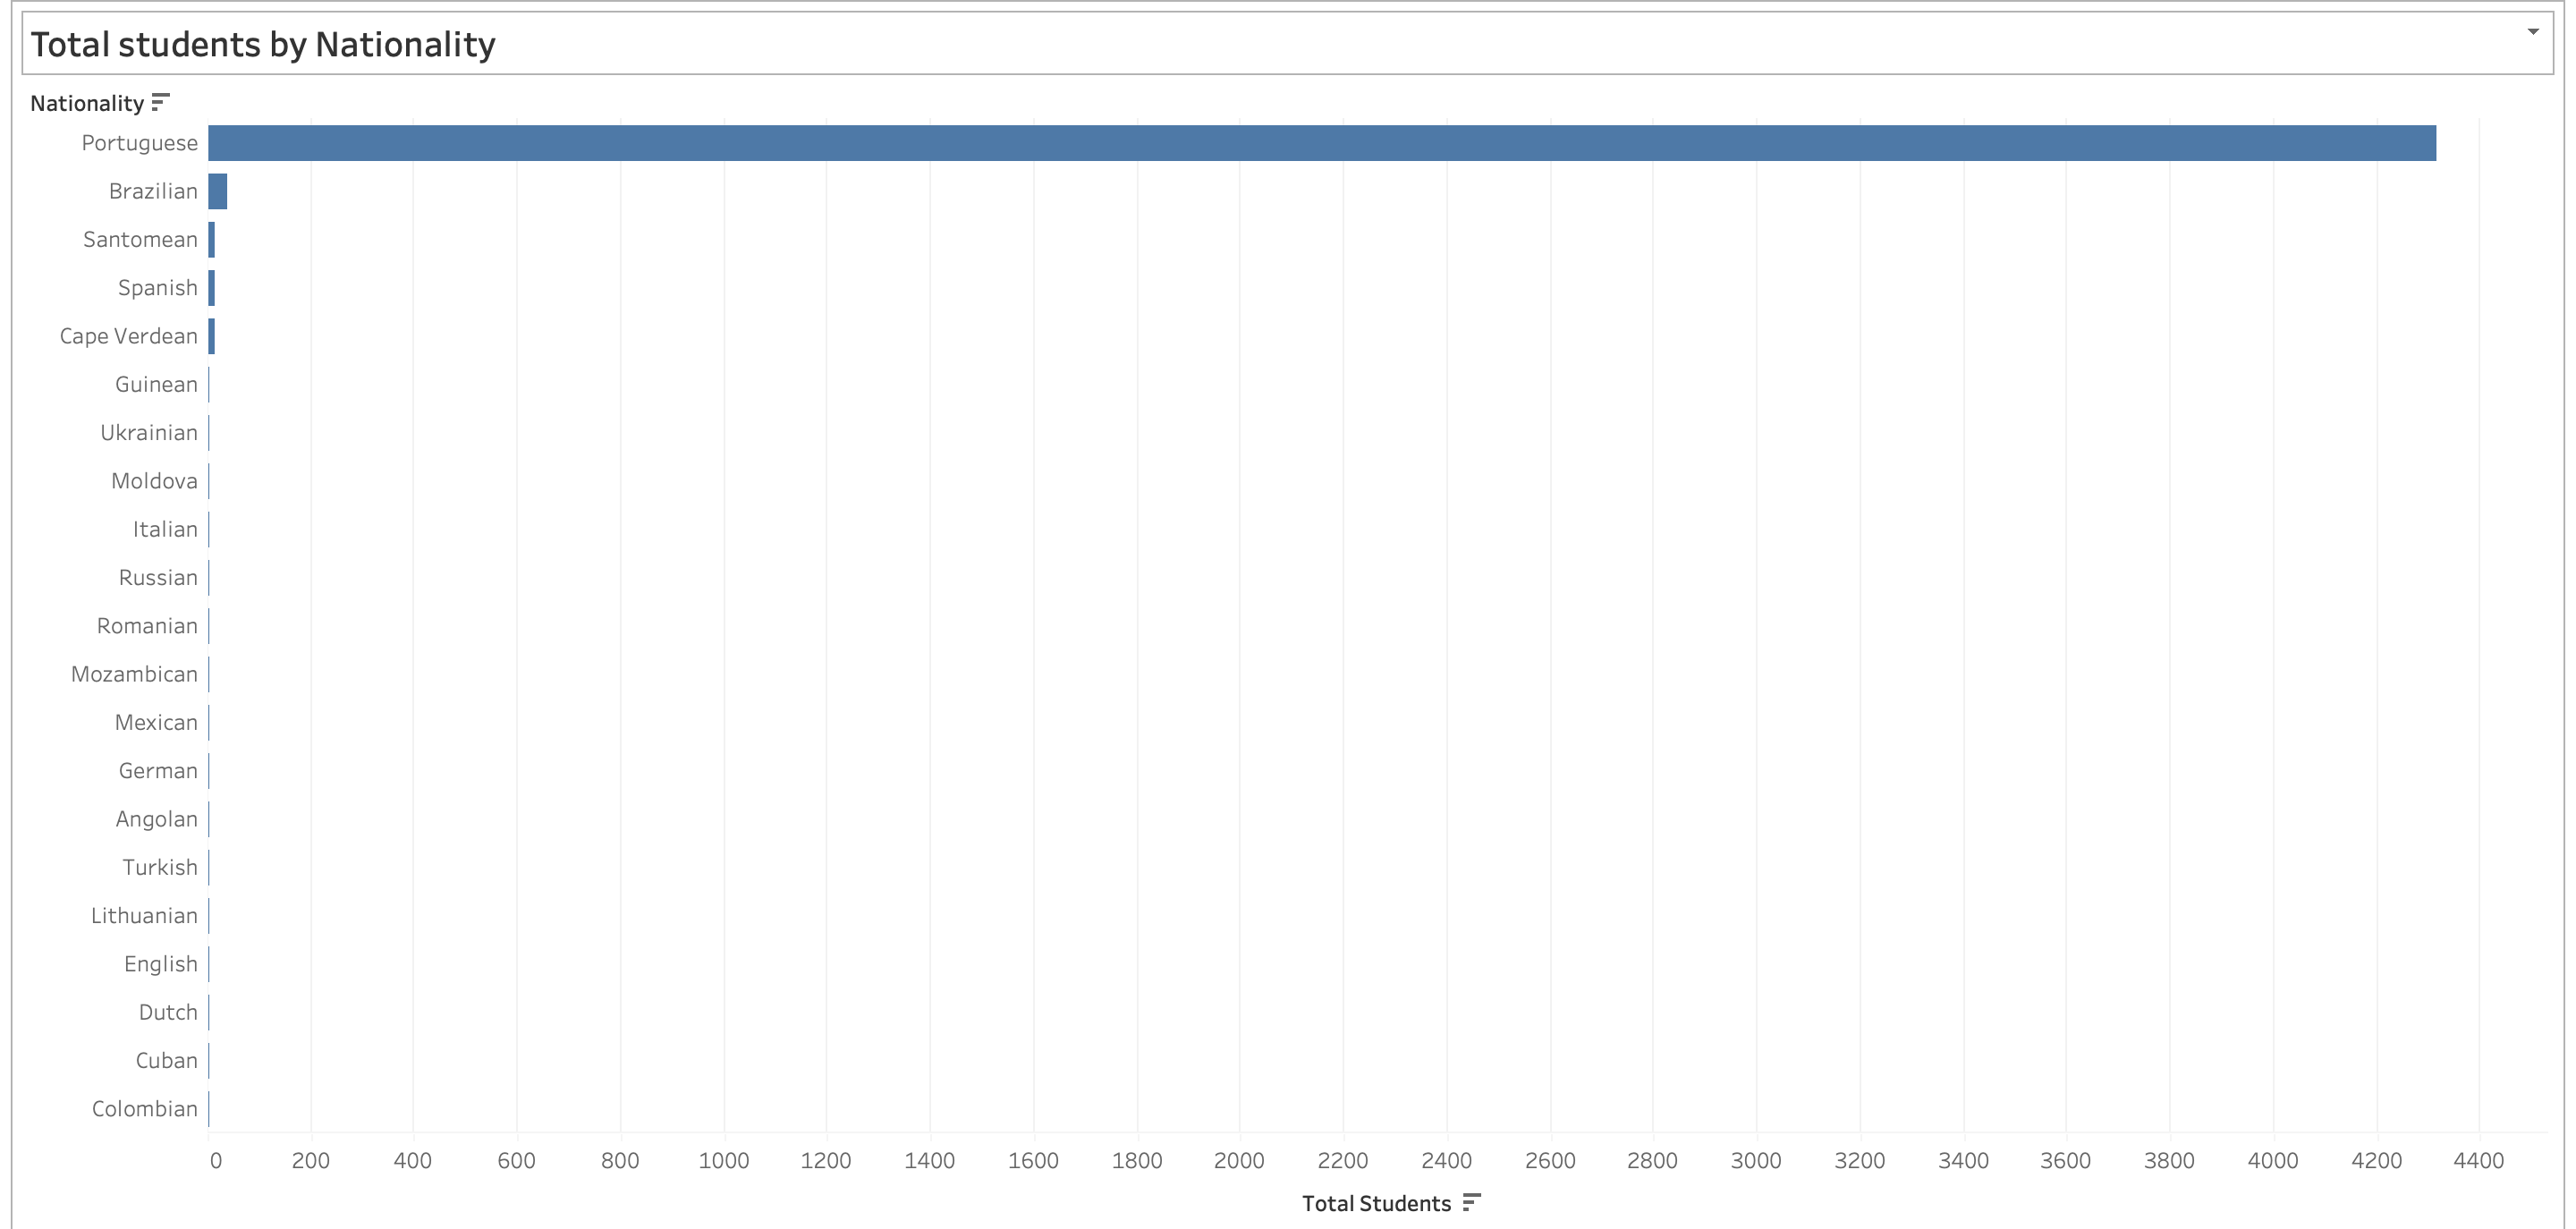 Total students by Nationality
Nationality
Portuguese
Brazilian
Santomean
Spanish
Cape Verdean
Guinean
Ukrainian
Moldova
Italian
Russian
Romanian
Mozambican
Mexican
German
Angolan
Turkish
Lithuanian
English
Dutch
Cuban
Colombian
0 200 400 600 800 1000 1200 1400 1600 1800 2000 2200 2400 2600 2800 3000 3200 3400 3600 3800 4000 4200 4400
Total Students